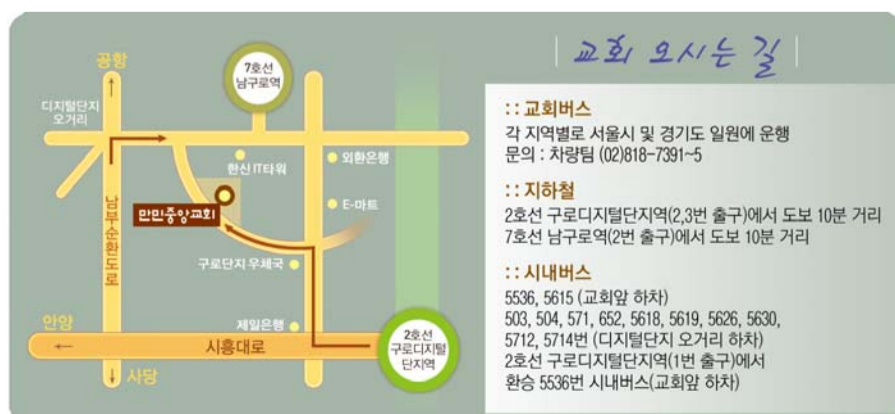 공항
디지털단지
오거리
7호선
남구로역
한신 IT타워
외환은행
만민중앙교회
E-마트
남부순환도로
구로단지 우체국
제일은행
안양
시흥대로
사당
2호선
구로디지털
단지역
교회 오시는 길
::교회버스
각 지역별로 서울시 및 경기도 일원에 운행
문의 : 차량팀 (02)818-7391~5
::지하철
2호선 구로디지털단지역(2,3번 출구)에서 도보 10분 거리
7호선 남구로역(2번 출구)에서 도보 10분 거리
::시내버스
5536, 5615 (교회앞 하차)
503, 504, 571, 652, 5618, 5619, 5626, 5630,
5712, 5714번 (디지털단지 오거리 하차)
2호선 구로디지털단지역(1번 출구)에서
환승 5536번 시내버스(교회앞 하차)